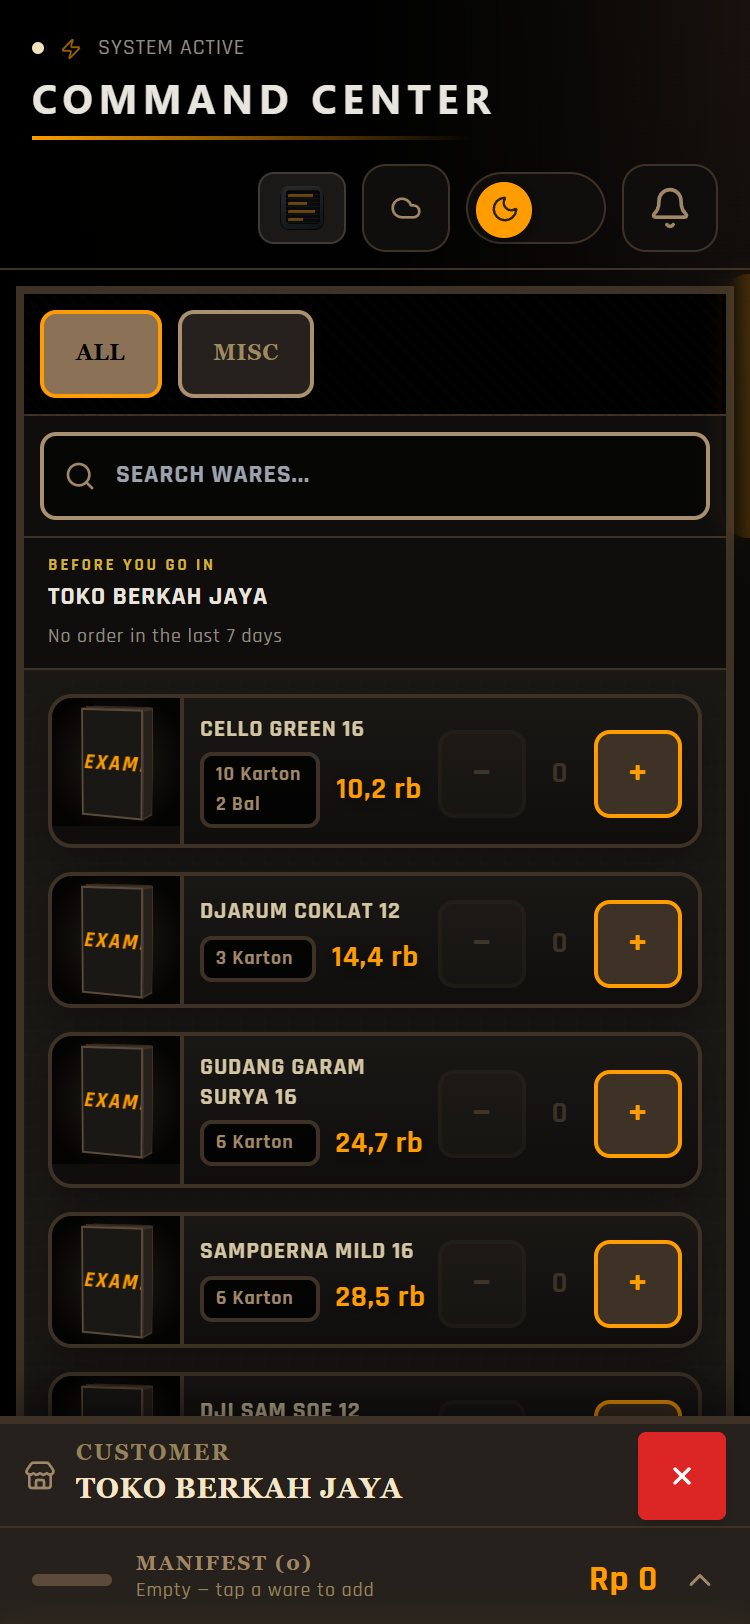 SYSTEM ACTIVE
COMMAND CENTER
ALL
MISC
SEARCH WARES...
BEFORE YOU GO IN
TOKO BERKAH JAYA
No order in the last 7 days
EXAM
CELLO GREEN 16
10 Karton
2 Bal
10,2 rb
−
0
+
EXAM
DJARUM COKLAT 12
3 Karton
14,4 rb
−
0
+
EXAM
GUDANG GARAM
SURYA 16
6 Karton
24,7 rb
−
0
+
EXAM
SAMPOERNA MILD 16
6 Karton
28,5 rb
−
0
+
DJI SAM SOE 12
CUSTOMER
TOKO BERKAH JAYA
MANIFEST (0)
Empty — tap a ware to add
Rp 0